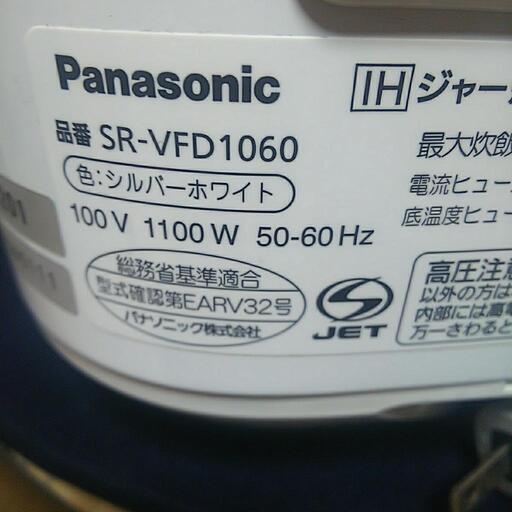 Panasonic
IH ジャー
品番 SR-VFD1060
最大炊飯
色:シルバーホワイト
電流ヒュー
100V 1100W 50-60Hz
底温度ヒュー
総務省基準適合
型式確認第EARV32号
パナソニック株式会社
S JET
高圧注意
以外の方は
内部には高電
万一さわると